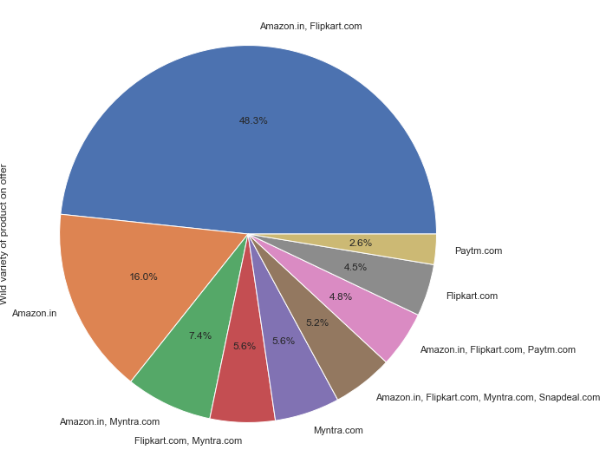 Amazon.in, Flipkart.com
48.3%
Wild variety of product on offer
2.6%
Paytm.com
4.5%
Flipkart.com
16.0%
4.8%
Amazon.in
5.2%
7.4%
5.6%
5.6%
Amazon.in, Flipkart.com, Paytm.com
Amazon.in, Flipkart.com, Myntra.com, Snapdeal.com
Amazon.in, Myntra.com
Myntra.com
Flipkart.com, Myntra.com